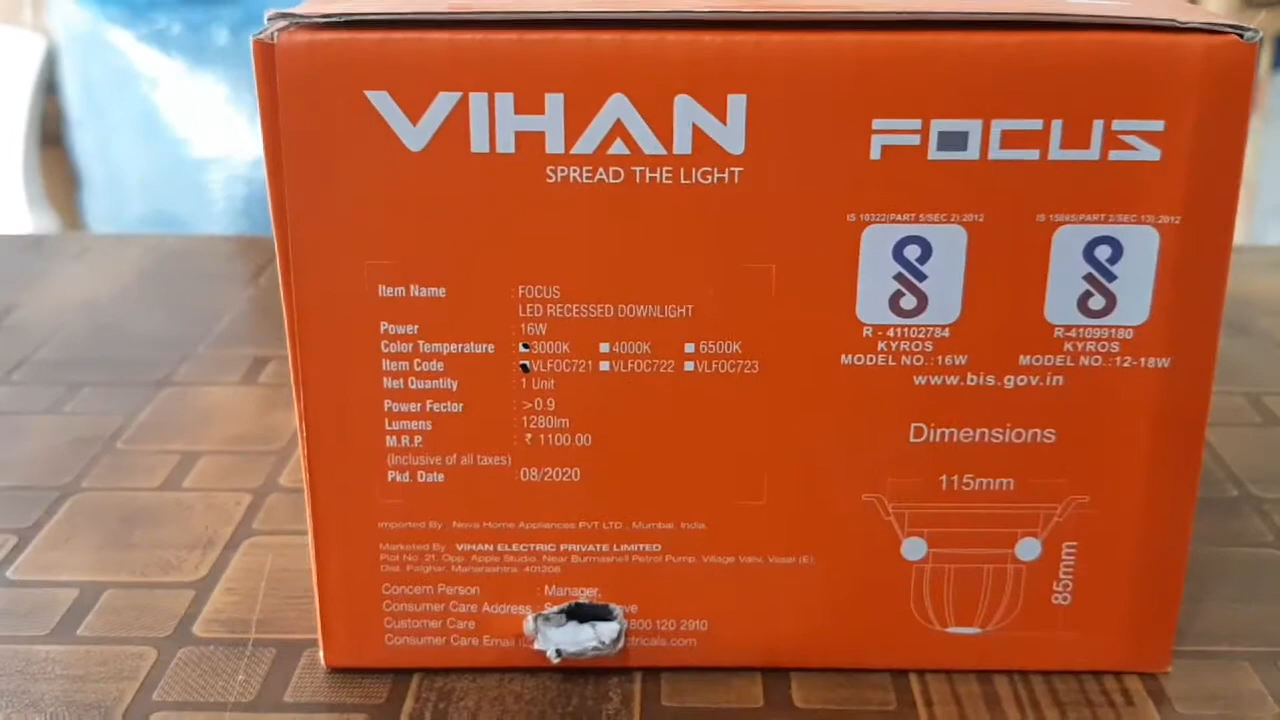 VIHAN
SPREAD THE LIGHT
FOCUS
IS 10322(PART 5/SEC 2):2012
IS 15885(PART 2/SEC 13):2012
R - 41102784
KYROS
MODEL NO.:16W
R-41099180
KYROS
MODEL NO.:12-18W
www.bis.gov.in
Item Name : FOCUS
LED RECESSED DOWNLIGHT
Power : 16W
Color Temperature : 3000K 4000K 6500K
Item Code : VLFOC721 VLFOC722 VLFOC723
Net Quantity : 1 Unit
Power Fector : >0.9
Lumens : 1280lm
M.R.P. : ₹ 1100.00
(Inclusive of all taxes)
Pkd. Date : 08/2020
Imported By : Nova Home Appliances PVT LTD., Mumbai, India.
Marketed By : VIHAN ELECTRIC PRIVATE LIMITED
Plot No. 21, Opp. Apple Studio, Near Burmashell Petrol Pump, Village Valiv, Vasai (E),
Dist. Palghar, Maharashtra. 401208
Concern Person : Manager,
Consumer Care Address :
Customer Care 800 120 2910
Consumer Care Email
Dimensions
115mm
85mm